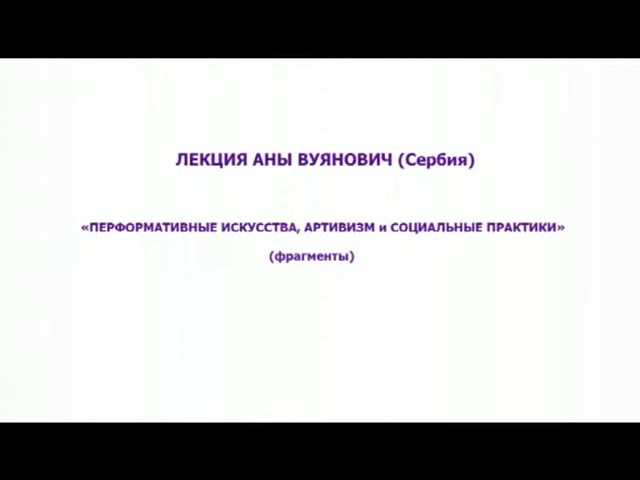 ЛЕКЦИЯ АНЫ ВУЯНОВИЧ (Сербия)
«ПЕРФОРМАТИВНЫЕ ИСКУССТВА, АРТИВИЗМ и СОЦИАЛЬНЫЕ ПРАКТИКИ»
(фрагменты)